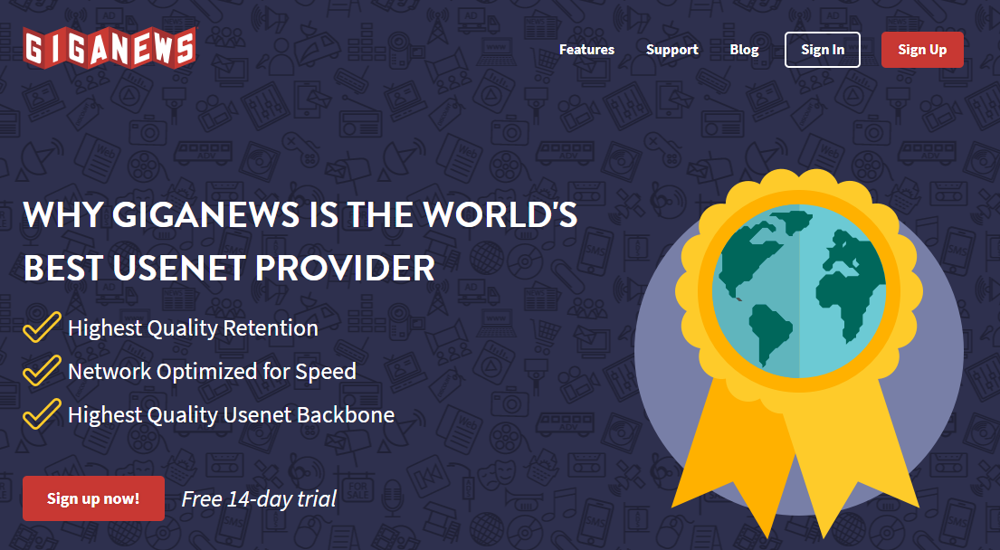 GIGANEWS
Features Support Blog Sign In Sign Up
WHY GIGANEWS IS THE WORLD'S
BEST USENET PROVIDER
Highest Quality Retention
Network Optimized for Speed
Highest Quality Usenet Backbone
Sign up now! Free 14-day trial